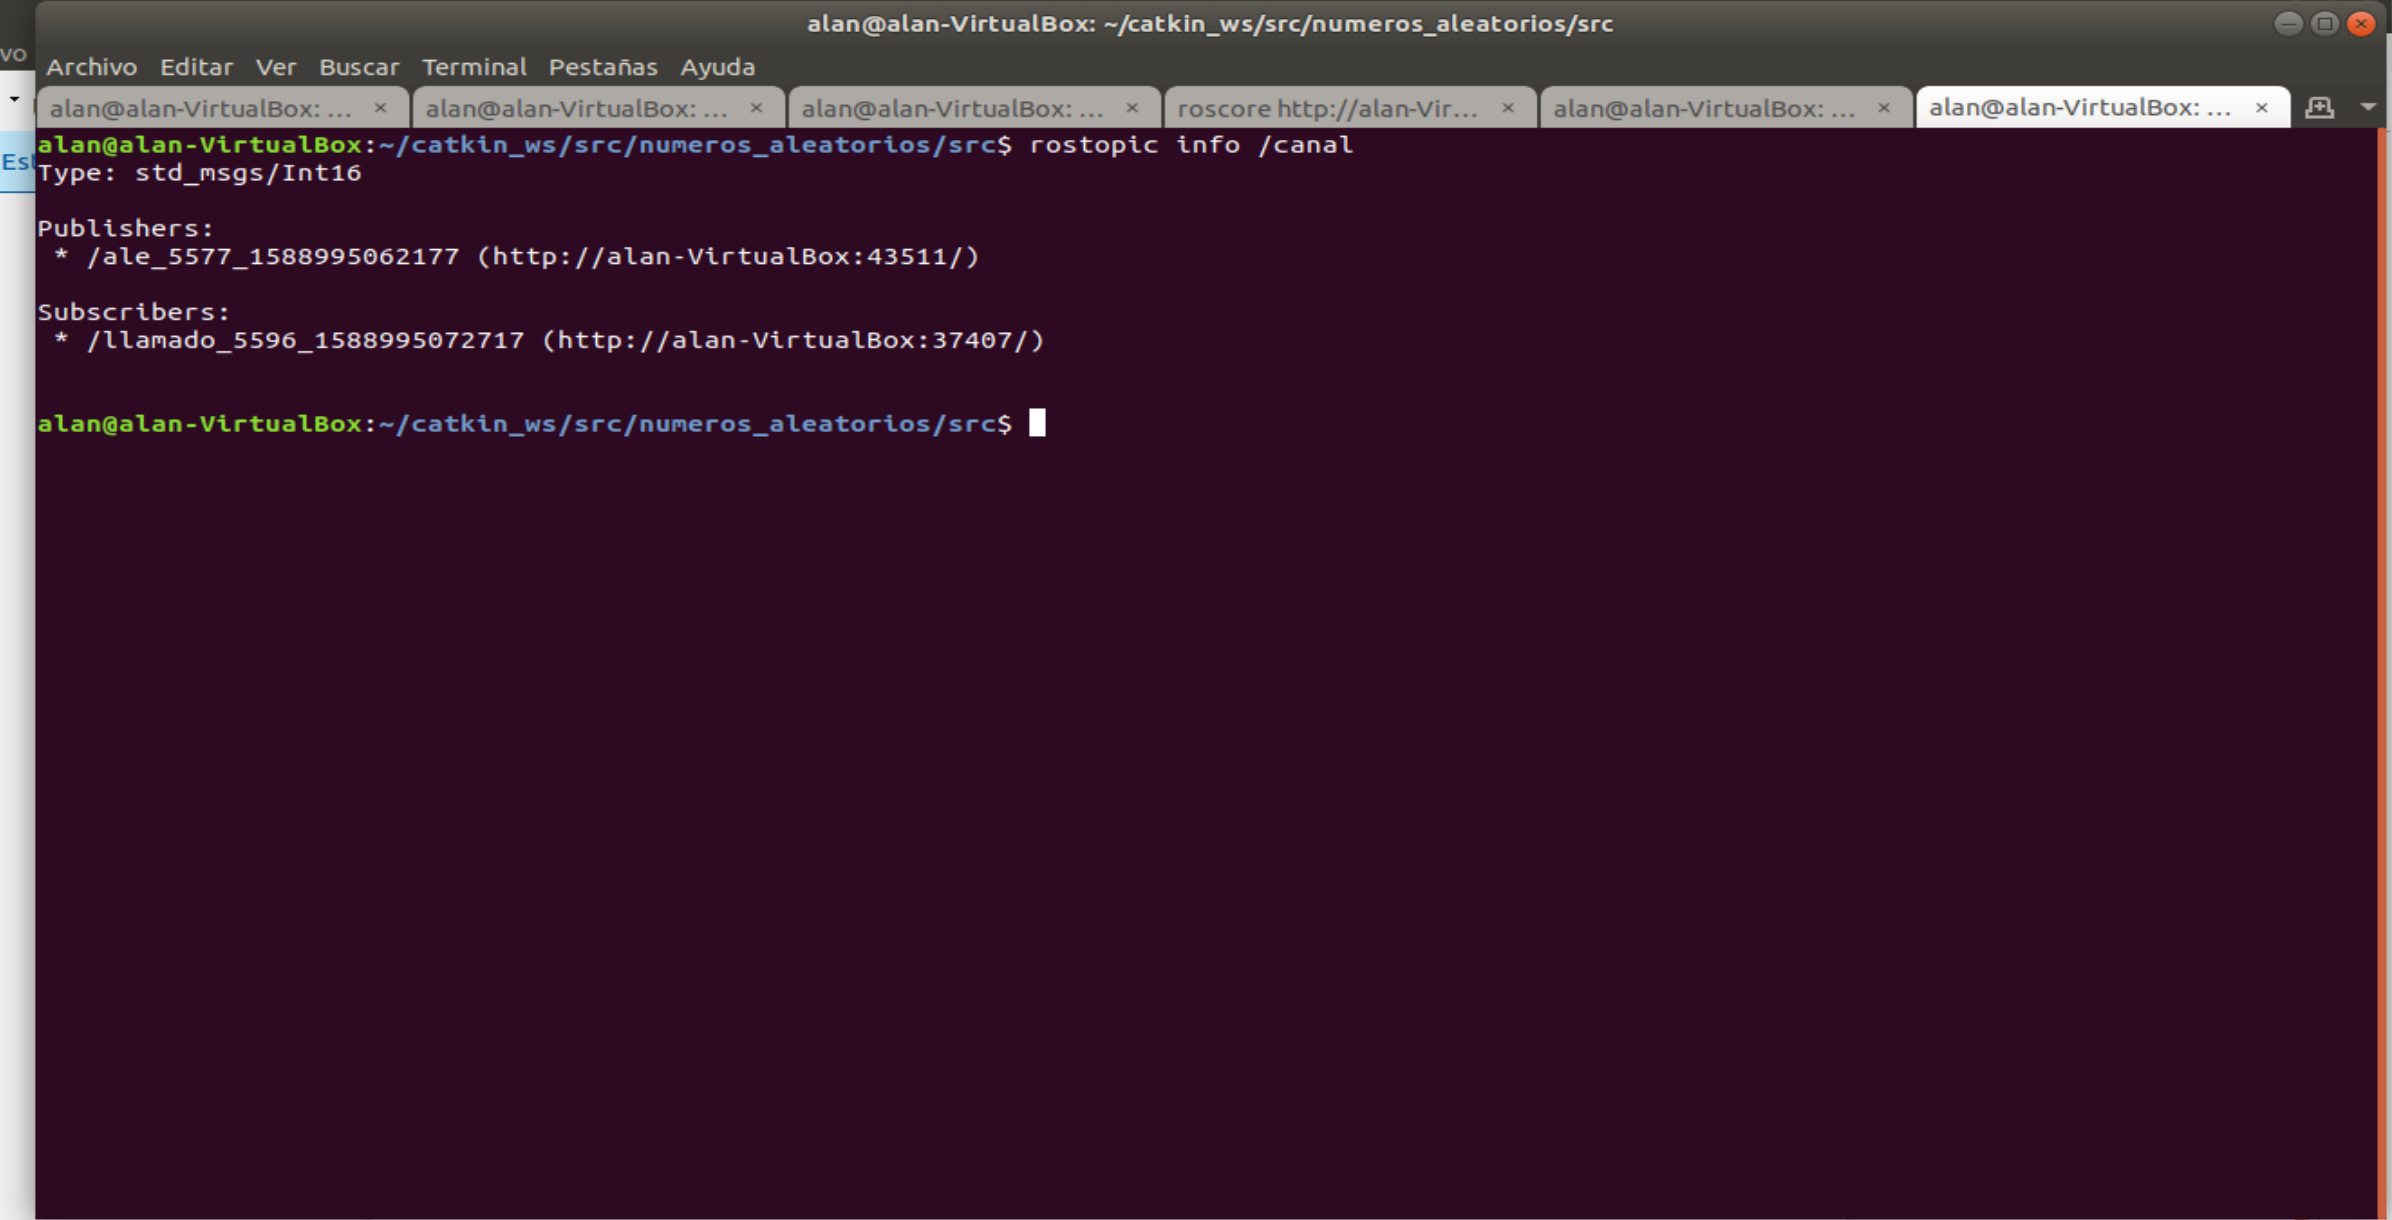 alan@alan-VirtualBox: ~/catkin_ws/src/numeros_aleatorios/src
vo
Archivo Editar Ver Buscar Terminal Pestañas Ayuda
alan@alan-VirtualBox: ... × alan@alan-VirtualBox: ... × alan@alan-VirtualBox: ... × roscore http://alan-Vir... × alan@alan-VirtualBox: ... × alan@alan-VirtualBox: ... ×
alan@alan-VirtualBox:~/catkin_ws/src/numeros_aleatorios/src$ rostopic info /canal
Est
Type: std_msgs/Int16
Publishers:
* /ale_5577_1588995062177 (http://alan-VirtualBox:43511/)
Subscribers:
* /llamado_5596_1588995072717 (http://alan-VirtualBox:37407/)
alan@alan-VirtualBox:~/catkin_ws/src/numeros_aleatorios/src$